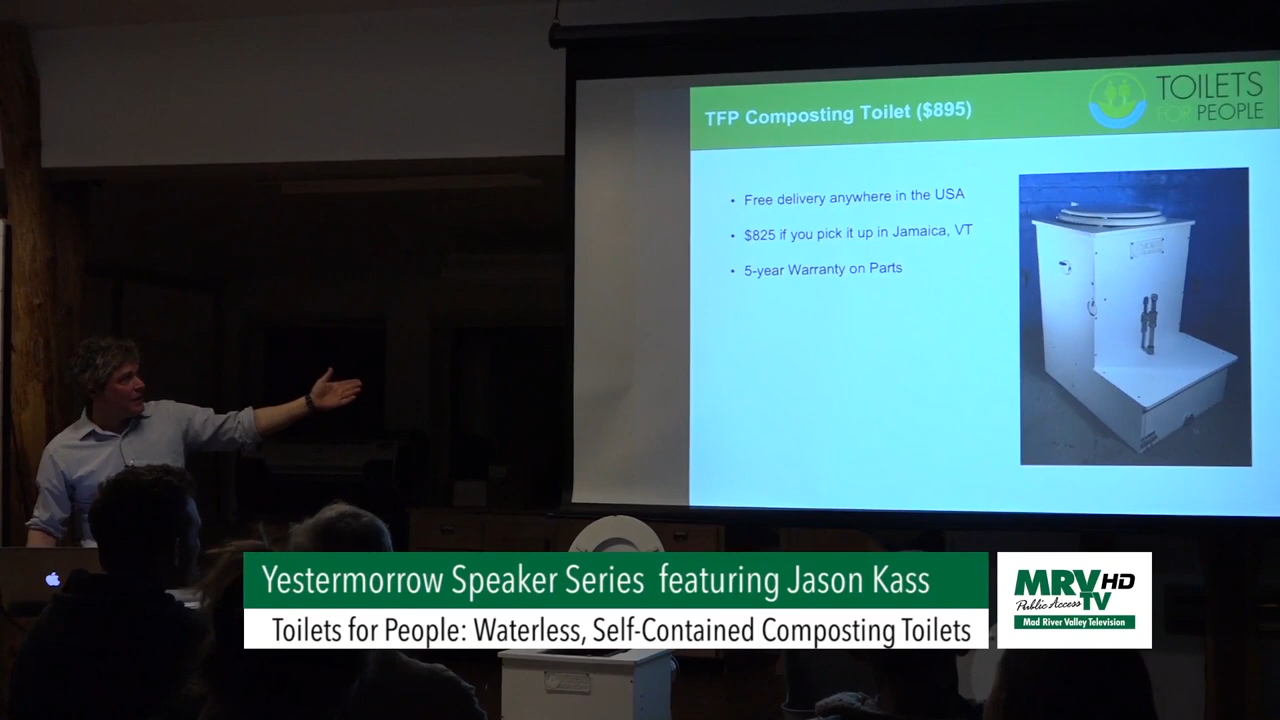 TFP Composting Toilet ($895)
TOILETS
FOR PEOPLE
• Free delivery anywhere in the USA
• $825 if you pick it up in Jamaica, VT
• 5-year Warranty on Parts
Yestermorrow Speaker Series featuring Jason Kass
Toilets for People: Waterless, Self-Contained Composting Toilets
MRV HD
Public Access TV
Mad River Valley Television